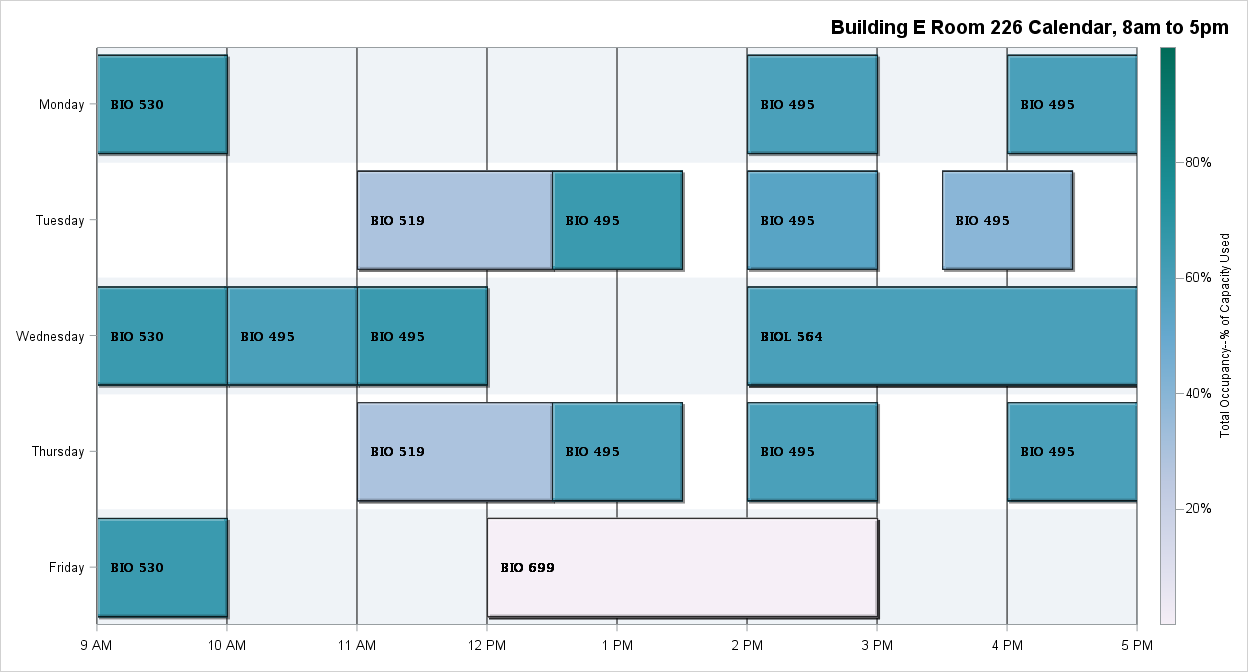 Building E Room 226 Calendar, 8am to 5pm
Monday
BIO 530
BIO 495
BIO 495
Tuesday
BIO 519
BIO 495
BIO 495
BIO 495
Wednesday
BIO 530
BIO 495
BIO 495
BIOL 564
Thursday
BIO 519
BIO 495
BIO 495
BIO 495
Friday
BIO 530
BIO 699
9 AM
10 AM
11 AM
12 PM
1 PM
2 PM
3 PM
4 PM
5 PM
80%
60%
40%
20%
Total Occupancy--% of Capacity Used